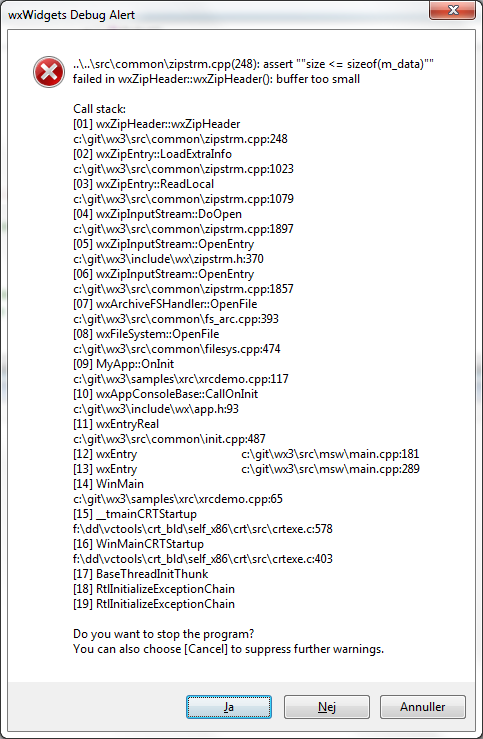 wxWidgets Debug Alert
..\..\src\common\zipstrm.cpp(248): assert ""size <= sizeof(m_data)""
failed in wxZipHeader::wxZipHeader(): buffer too small
Call stack:
[01] wxZipHeader::wxZipHeader
c:\git\wx3\src\common\zipstrm.cpp:248
[02] wxZipEntry::LoadExtraInfo
c:\git\wx3\src\common\zipstrm.cpp:1023
[03] wxZipEntry::ReadLocal
c:\git\wx3\src\common\zipstrm.cpp:1079
[04] wxZipInputStream::DoOpen
c:\git\wx3\src\common\zipstrm.cpp:1897
[05] wxZipInputStream::OpenEntry
c:\git\wx3\include\wx\zipstrm.h:370
[06] wxZipInputStream::OpenEntry
c:\git\wx3\src\common\zipstrm.cpp:1857
[07] wxArchiveFSHandler::OpenFile
c:\git\wx3\src\common\fs_arc.cpp:393
[08] wxFileSystem::OpenFile
c:\git\wx3\src\common\filesys.cpp:474
[09] MyApp::OnInit
c:\git\wx3\samples\xrc\xrcdemo.cpp:117
[10] wxAppConsoleBase::CallOnInit
c:\git\wx3\include\wx\app.h:93
[11] wxEntryReal
c:\git\wx3\src\common\init.cpp:487
[12] wxEntry c:\git\wx3\src\msw\main.cpp:181
[13] wxEntry c:\git\wx3\src\msw\main.cpp:289
[14] WinMain
c:\git\wx3\samples\xrc\xrcdemo.cpp:65
[15] __tmainCRTStartup
f:\dd\vctools\crt_bld\self_x86\crt\src\crtexe.c:578
[16] WinMainCRTStartup
f:\dd\vctools\crt_bld\self_x86\crt\src\crtexe.c:403
[17] BaseThreadInitThunk
[18] RtlInitializeExceptionChain
[19] RtlInitializeExceptionChain
Do you want to stop the program?
You can also choose [Cancel] to suppress further warnings.
Ja Nej Annuller